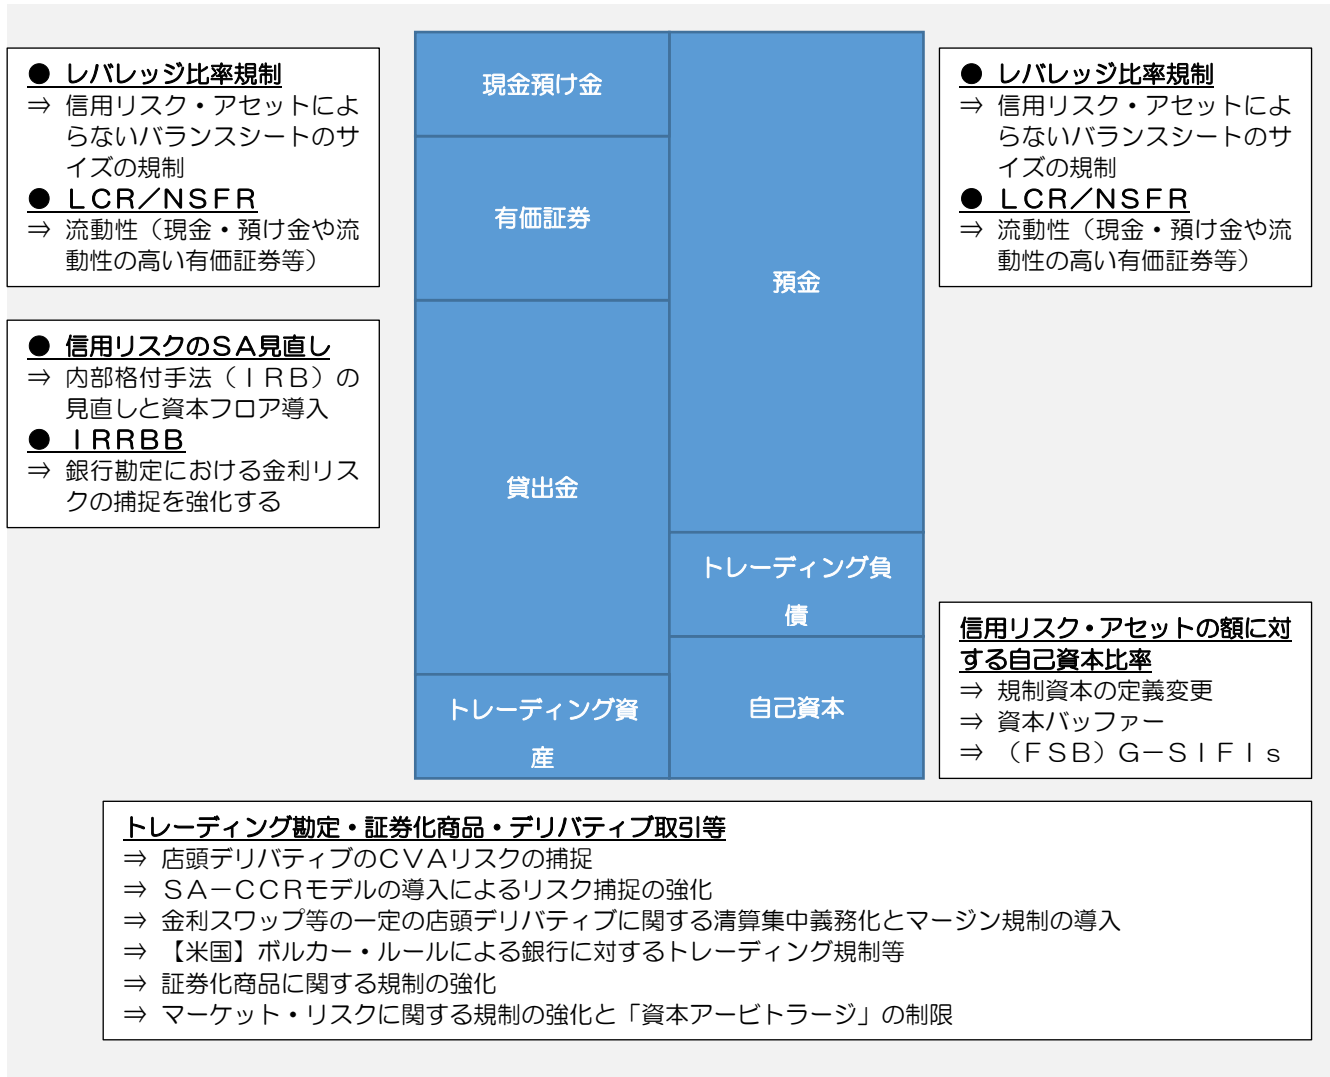 ● レバレッジ比率規制
⇒ 信用リスク・アセットによ
らないバランスシートのサ
イズの規制
● ＬＣＲ／ＮＳＦＲ
⇒ 流動性（現金・預け金や流
動性の高い有価証券等）
● 信用リスクのＳＡ見直し
⇒ 内部格付手法（ＩＲＢ）の
見直しと資本フロア導入
● ＩＲＲＢＢ
⇒ 銀行勘定における金利リス
クの捕捉を強化する
現金預け金
有価証券
貸出金
トレーディング資
産
預金
トレーディング負
債
自己資本
● レバレッジ比率規制
⇒ 信用リスク・アセットによ
らないバランスシートのサ
イズの規制
● ＬＣＲ／ＮＳＦＲ
⇒ 流動性（現金・預け金や流
動性の高い有価証券等）
信用リスク・アセットの額に対
する自己資本比率
⇒ 規制資本の定義変更
⇒ 資本バッファー
⇒ （ＦＳＢ）Ｇ－ＳＩＦＩｓ
トレーディング勘定・証券化商品・デリバティブ取引等
⇒ 店頭デリバティブのＣＶＡリスクの捕捉
⇒ ＳＡ－ＣＣＲモデルの導入によるリスク捕捉の強化
⇒ 金利スワップ等の一定の店頭デリバティブに関する清算集中義務化とマージン規制の導入
⇒ 【米国】ボルカー・ルールによる銀行に対するトレーディング規制等
⇒ 証券化商品に関する規制の強化
⇒ マーケット・リスクに関する規制の強化と「資本アービトラージ」の制限